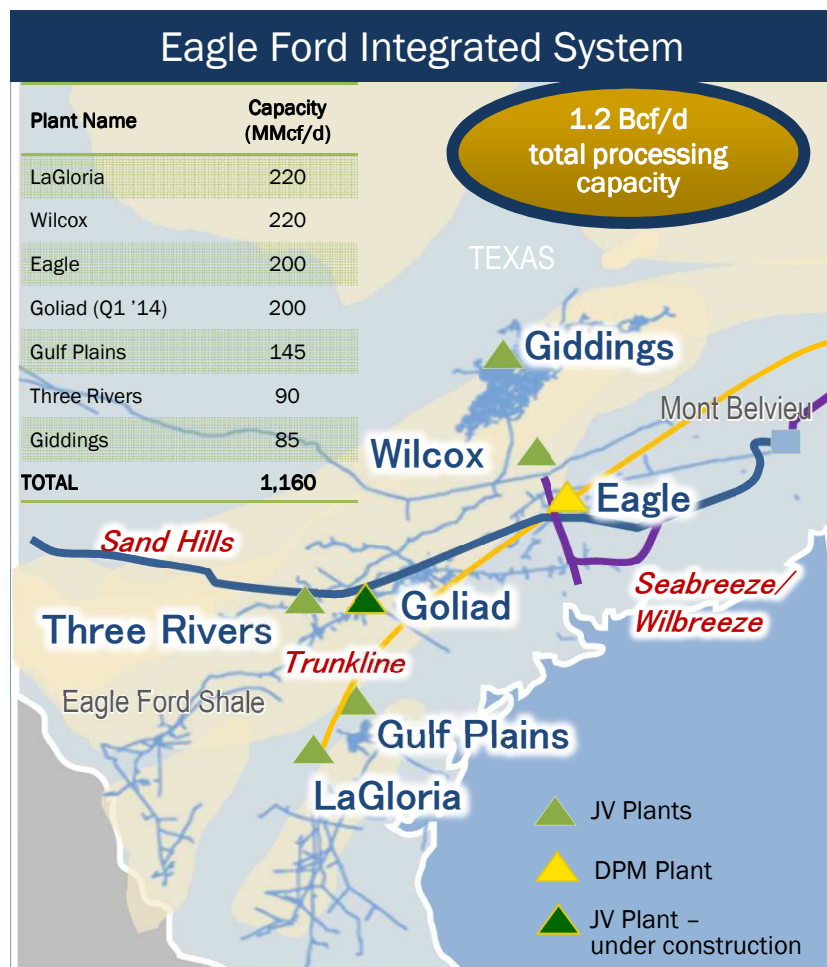 Eagle Ford Integrated System
Plant Name Capacity (MMcf/d)
LaGloria 220
Wilcox 220
Eagle 200
Goliad (Q1 ’14) 200
Gulf Plains 145
Three Rivers 90
Giddings 85
TOTAL 1,160
1.2 Bcf/d
total processing
capacity
TEXAS
Giddings
Mont Belvieu
Wilcox
Eagle
Sand Hills
Seabreeze/
Wilbreeze
Goliad
Three Rivers
Trunkline
Eagle Ford Shale
Gulf Plains
LaGloria
JV Plants
DPM Plant
JV Plant –
under construction